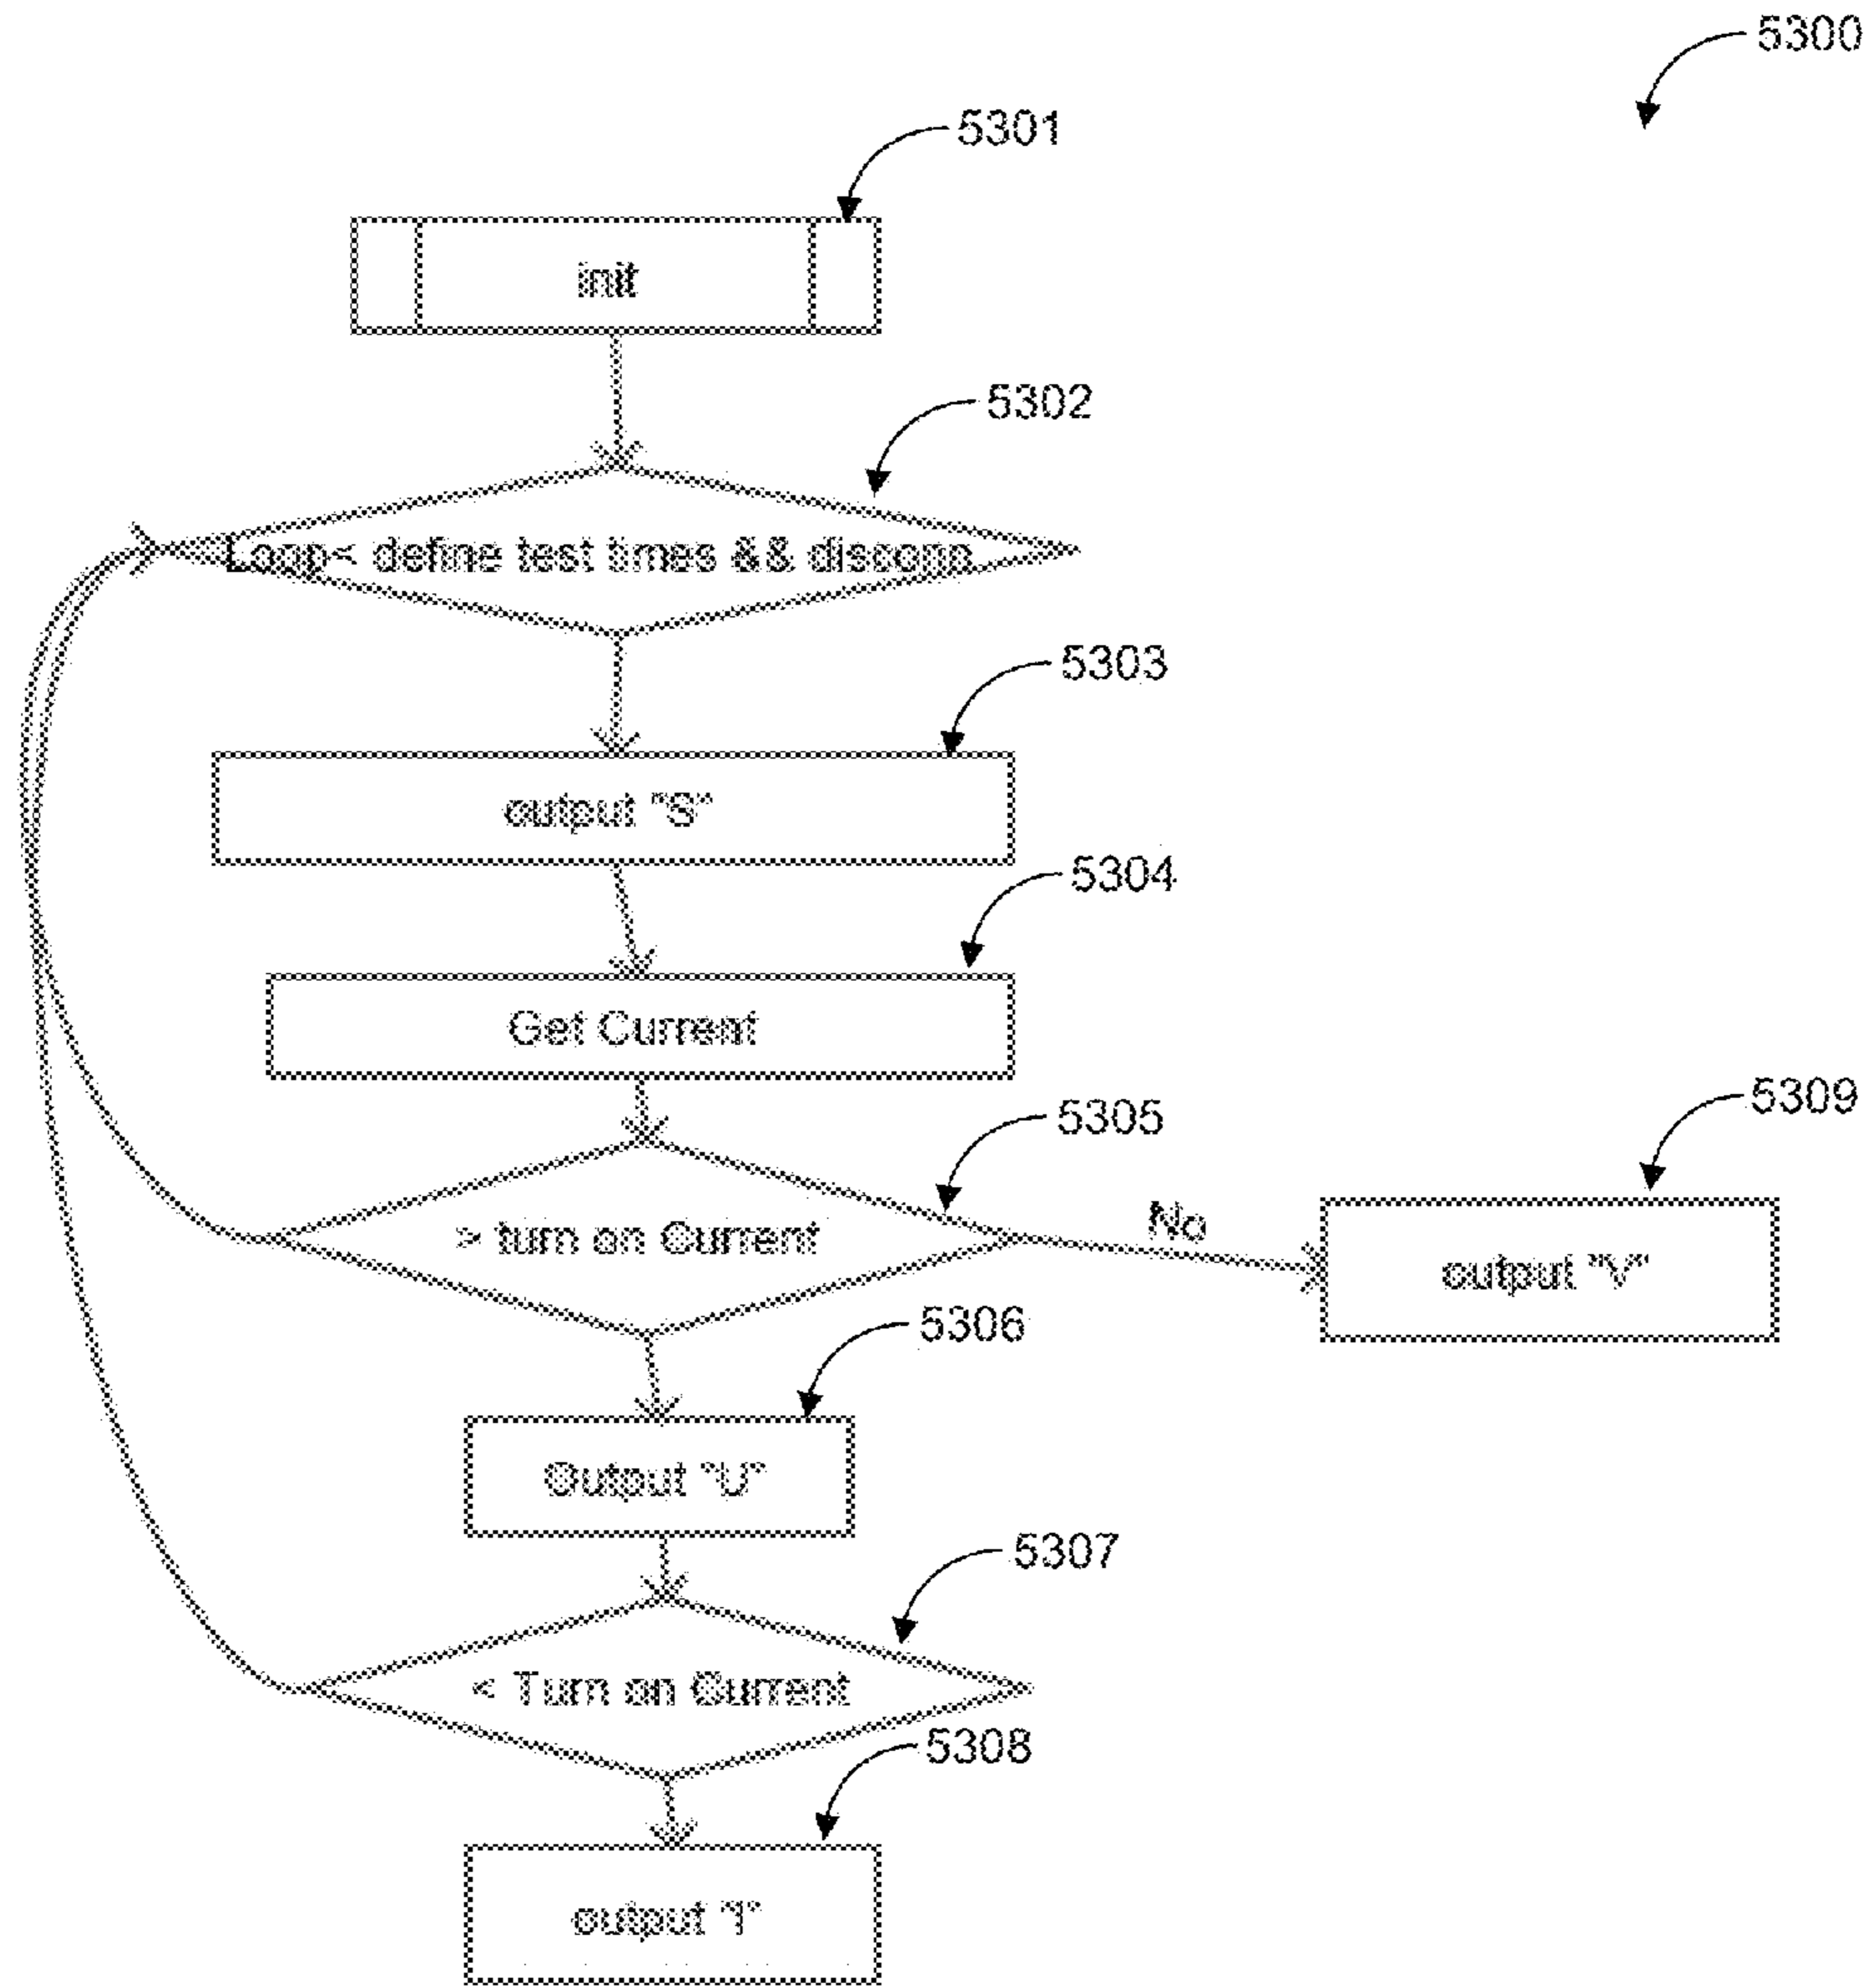 5300
5301
init
5302
Loop< define test times && disconn
5303
output "S"
5304
Get Current
5305
> turn on Current
No
5309
output "V"
5306
Output "U"
5307
< Turn on Current
5308
output